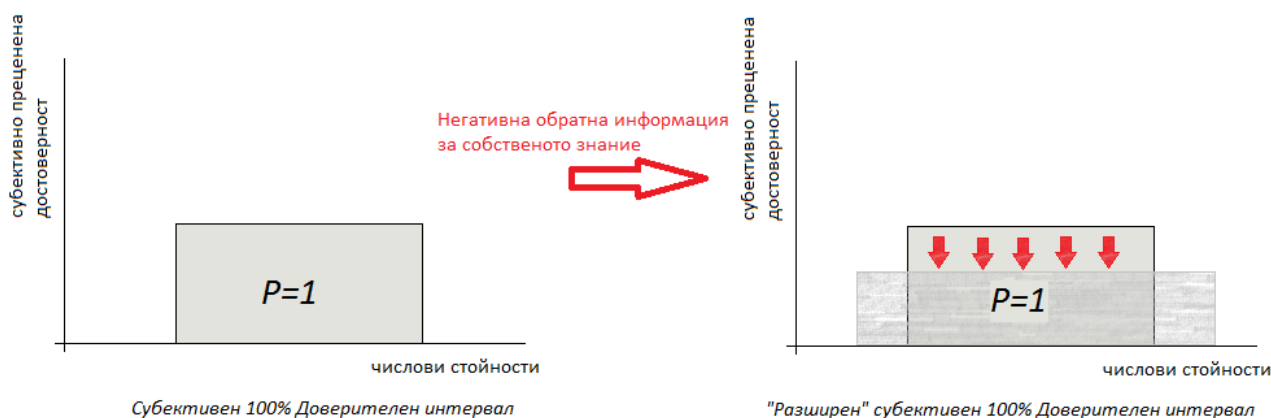 субективно преценена
достоверност
P=1
числови стойности
Субективен 100% Доверителен интервал
Негативна обратна информация
за собственото знание
субективно преценена
достоверност
P=1
числови стойности
"Разширен" субективен 100% Доверителен интервал